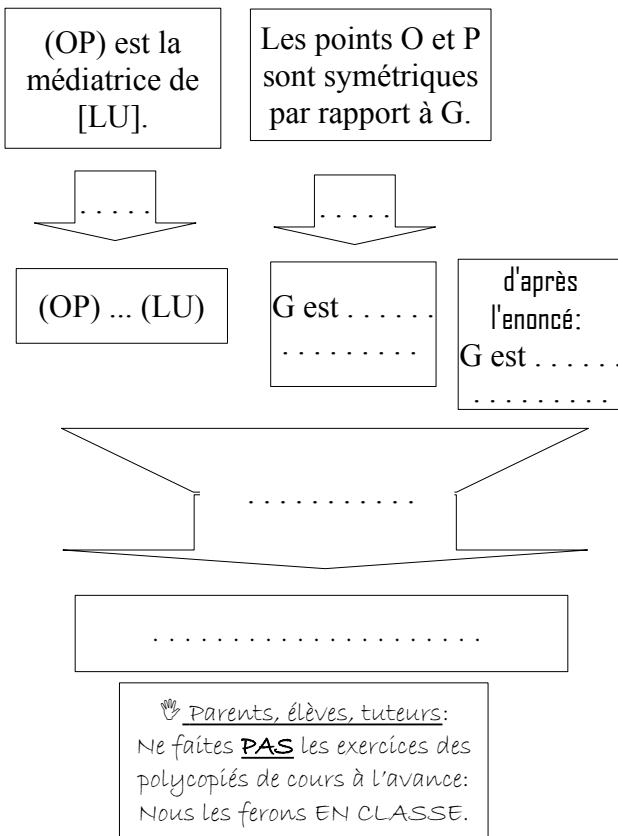 (OP) est la
médiatrice de
[LU].
Les points O et P
sont symétriques
par rapport à G.
. . . . .
. . . . .
(OP) ... (LU)
G est . . . . . .
. . . . . . . . .
d'après
l'enoncé:
G est . . . . . .
. . . . . . . . .
. . . . . . . . . . .
. . . . . . . . . . . . . . . . . . . . . .
Parents, élèves, tuteurs:
Ne faites PAS les exercices des
polycopiés de cours à l'avance:
Nous les ferons EN CLASSE.